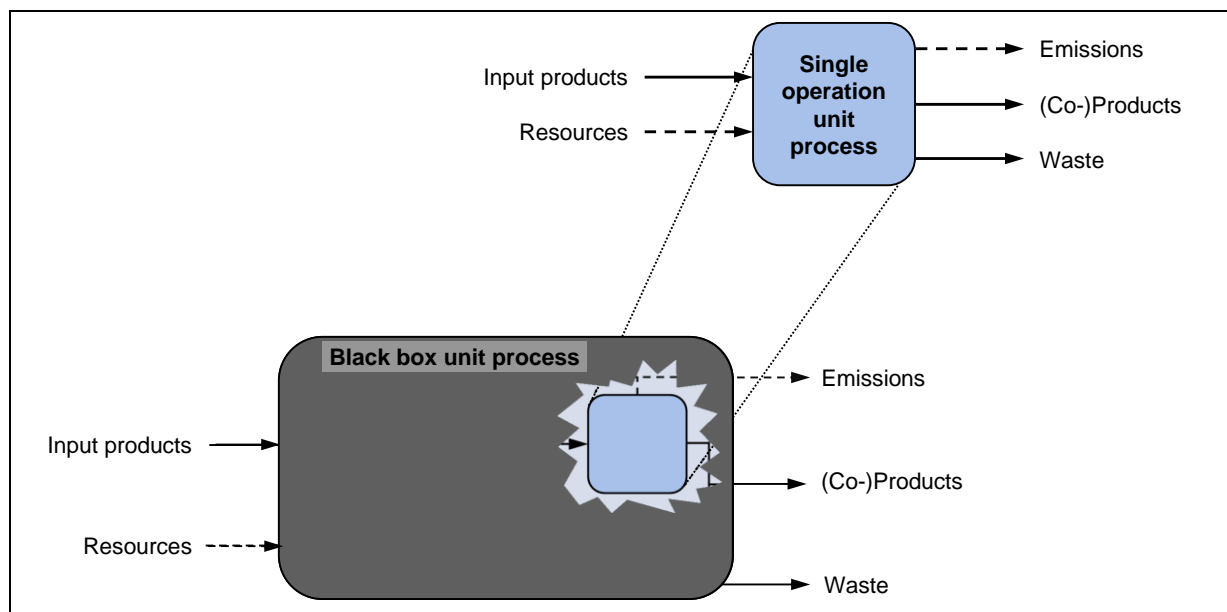 Emissions
Single
operation
unit
process
Input products
(Co-)Products
Resources
Waste
Black box unit process
Emissions
Input products
(Co-)Products
Resources
Waste